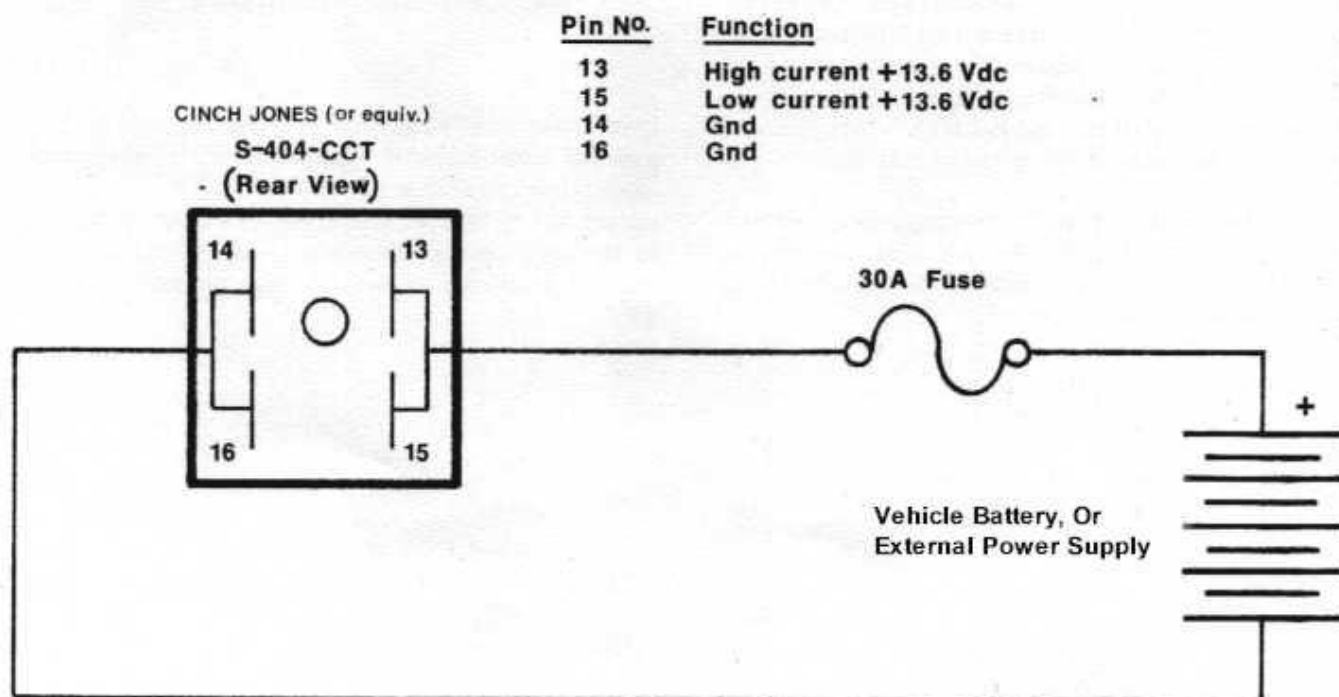 Pin No. Function
13 High current +13.6 Vdc
15 Low current +13.6 Vdc
14 Gnd
16 Gnd
CINCH JONES (or equiv.)
S-404-CCT
(Rear View)
14 13
16 15
30A Fuse
+
Vehicle Battery, Or
External Power Supply